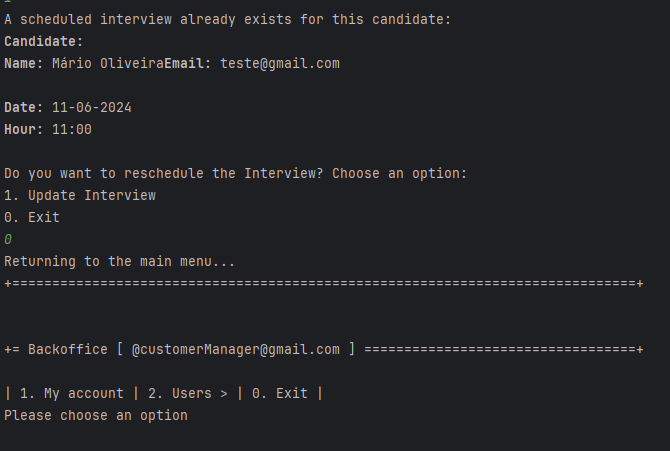 A scheduled interview already exists for this candidate:
Candidate:
Name: Mário OliveiraEmail: teste@gmail.com
Date: 11-06-2024
Hour: 11:00
Do you want to reschedule the Interview? Choose an option:
1. Update Interview
0. Exit
0
Returning to the main menu...
+==============================================================================+
+= Backoffice [ @customerManager@gmail.com ] ==================================+
| 1. My account | 2. Users > | 0. Exit |
Please choose an option